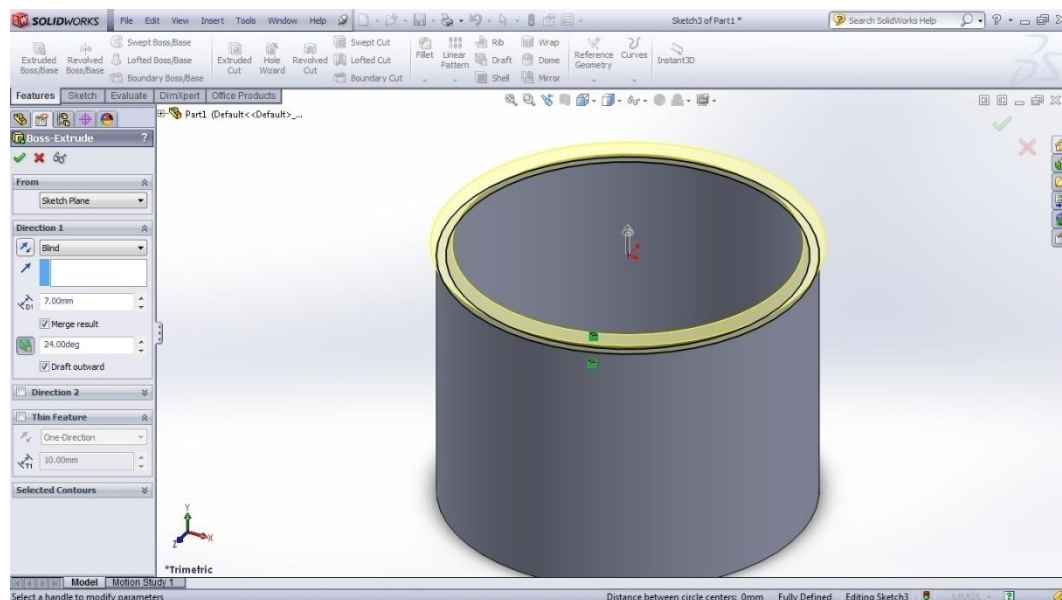 SOLIDWORKS File Edit View Insert Tools Window Help Sketch3 of Part1 * Search SolidWorks Help
Extruded Boss/Base Revolved Boss/Base Swept Boss/Base Lofted Boss/Base Boundary Boss/Base Extruded Cut Hole Wizard Revolved Cut Swept Cut Lofted Cut Boundary Cut Fillet Linear Pattern Rib Draft Shell Wrap Dome Mirror Reference Geometry Curves Instant3D
Features Sketch Evaluate DimXpert Office Products
Part1 (Default<<Default>_...
Boss-Extrude ?
From
Sketch Plane
Direction 1
Blind
D1 7.00mm
Merge result
24.00deg
Draft outward
Direction 2
Thin Feature
One-Direction
T1 10.00mm
Selected Contours
Y
X
Z
*Trimetric
Model Motion Study 1
Select a handle to modify parameters Distance between circle centers: 0mm Fully Defined Editing Sketch3 MMGS